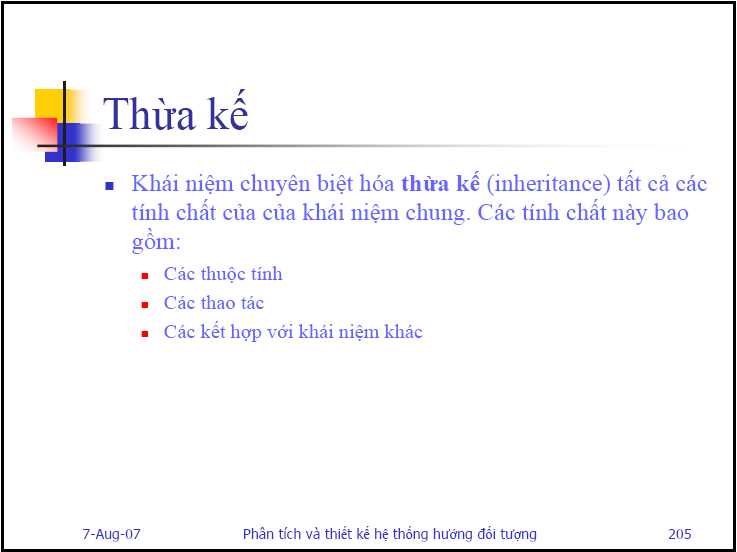 Thừa kế
Khái niệm chuyên biệt hóa thừa kế (inheritance) tất cả các
tính chất của của khái niệm chung. Các tính chất này bao
gồm:
Các thuộc tính
Các thao tác
Các kết hợp với khái niệm khác
7-Aug-07 Phân tích và thiết kế hệ thống hướng đối tượng 205